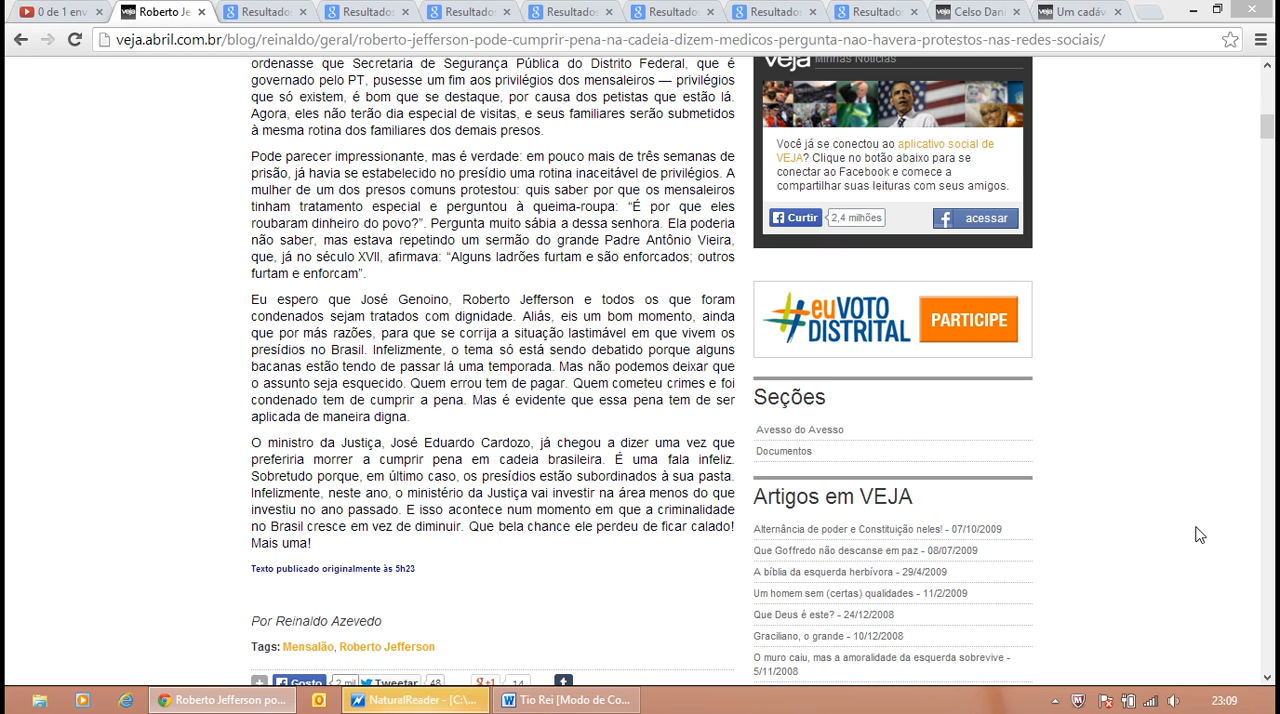 0 de 1 env
Roberto Je
Resultados
Resultados
Resultados
Resultados
Resultados
Resultados
Resultados
Celso Dani
Um cadáv
veja.abril.com.br/blog/reinaldo/geral/roberto-jefferson-pode-cumprir-pena-na-cadeia-dizem-medicos-pergunta-nao-havera-protestos-nas-redes-sociais/
ordenasse que Secretaria de Segurança Pública do Distrito Federal, que é
governado pelo PT, pusesse um fim aos privilégios dos mensaleiros — privilégios
que só existem, é bom que se destaque, por causa dos petistas que estão lá.
Agora, eles não terão dia especial de visitas, e seus familiares serão submetidos
à mesma rotina dos familiares dos demais presos.
Pode parecer impressionante, mas é verdade: em pouco mais de três semanas de
prisão, já havia se estabelecido no presídio uma rotina inaceitável de privilégios. A
mulher de um dos presos comuns protestou: quis saber por que os mensaleiros
tinham tratamento especial e perguntou à queima-roupa: “É por que eles
roubaram dinheiro do povo?”. Pergunta muito sábia a dessa senhora. Ela poderia
não saber, mas estava repetindo um sermão do grande Padre Antônio Vieira,
que, já no século XVII, afirmava: “Alguns ladrões furtam e são enforcados; outros
furtam e enforcam”.
Eu espero que José Genoino, Roberto Jefferson e todos os que foram
condenados sejam tratados com dignidade. Aliás, eis um bom momento, ainda
que por más razões, para que se corrija a situação lastimável em que vivem os
presídios no Brasil. Infelizmente, o tema só está sendo debatido porque alguns
bacanas estão tendo de passar lá uma temporada. Mas não podemos deixar que
o assunto seja esquecido. Quem errou tem de pagar. Quem cometeu crimes e foi
condenado tem de cumprir a pena. Mas é evidente que essa pena tem de ser
aplicada de maneira digna.
O ministro da Justiça, José Eduardo Cardozo, já chegou a dizer uma vez que
preferiria morrer a cumprir pena em cadeia brasileira. É uma fala infeliz.
Sobretudo porque, em último caso, os presídios estão subordinados à sua pasta.
Infelizmente, neste ano, o ministério da Justiça vai investir na área menos do que
investiu no ano passado. E isso acontece num momento em que a criminalidade
no Brasil cresce em vez de diminuir. Que bela chance ele perdeu de ficar calado!
Mais uma!
Texto publicado originalmente às 5h23
Por Reinaldo Azevedo
Tags: Mensalão, Roberto Jefferson
Gosto
2 mil
Tweetar
48
g+1
14
t
veja Minhas Notícias
Você já se conectou ao aplicativo social de
VEJA? Clique no botão abaixo para se
conectar ao Facebook e comece a
compartilhar suas leituras com seus amigos.
Curtir
2,4 milhões
acessar
#euVOTO
DISTRITAL
PARTICIPE
Seções
Avesso do Avesso
Documentos
Artigos em VEJA
Alternância de poder e Constituição neles! - 07/10/2009
Que Goffredo não descanse em paz - 08/07/2009
A bíblia da esquerda herbívora - 29/4/2009
Um homem sem (certas) qualidades - 11/2/2009
Que Deus é este? - 24/12/2008
Graciliano, o grande - 10/12/2008
O muro caiu, mas a amoralidade da esquerda sobrevive -
5/11/2008
Roberto Jefferson po...
NaturalReader - [C:\...
Tio Rei [Modo de Co...
23:09